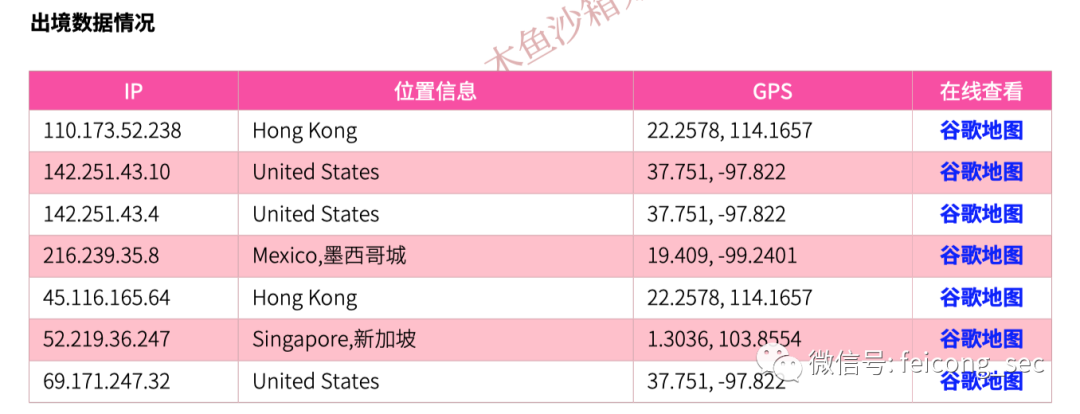 出境数据情况
木鱼沙箱
IP 位置信息 GPS 在线查看
110.173.52.238 Hong Kong 22.2578, 114.1657 谷歌地图
142.251.43.10 United States 37.751, -97.822 谷歌地图
142.251.43.4 United States 37.751, -97.822 谷歌地图
216.239.35.8 Mexico,墨西哥城 19.409, -99.2401 谷歌地图
45.116.165.64 Hong Kong 22.2578, 114.1657 谷歌地图
52.219.36.247 Singapore,新加坡 1.3036, 103.8554 谷歌地图
69.171.247.32 United States 37.751, -97.822 谷歌地图
微信号: feicong_sec